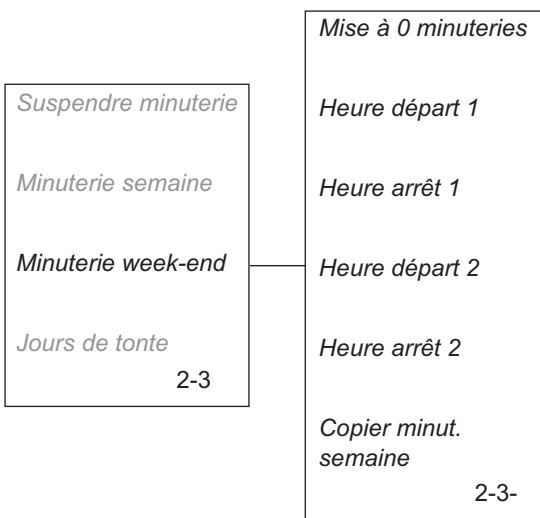 Suspendre minuterie
Minuterie semaine
Minuterie week-end
Jours de tonte
2-3
Mise à 0 minuteries
Heure départ 1
Heure arrêt 1
Heure départ 2
Heure arrêt 2
Copier minut.
semaine
2-3-